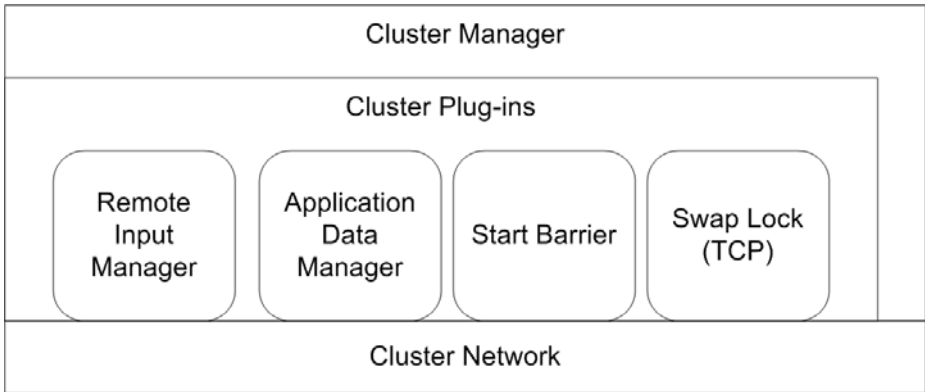 Cluster Manager
Cluster Plug-ins
Remote
Input
Manager
Application
Data
Manager
Start Barrier
Swap Lock
(TCP)
Cluster Network